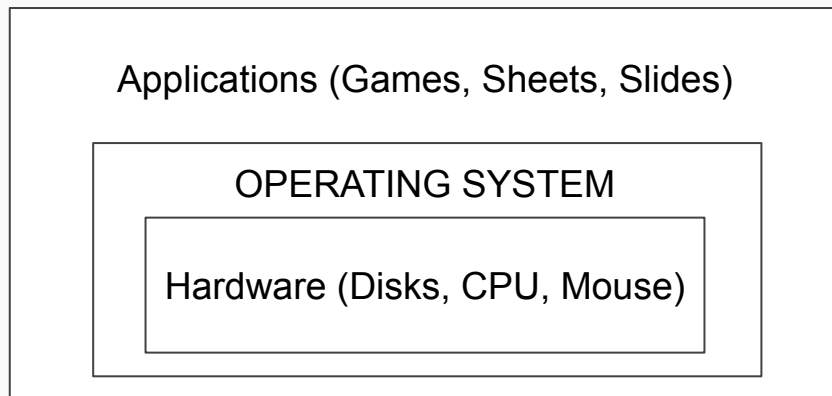 Applications (Games, Sheets, Slides)
OPERATING SYSTEM
Hardware (Disks, CPU, Mouse)